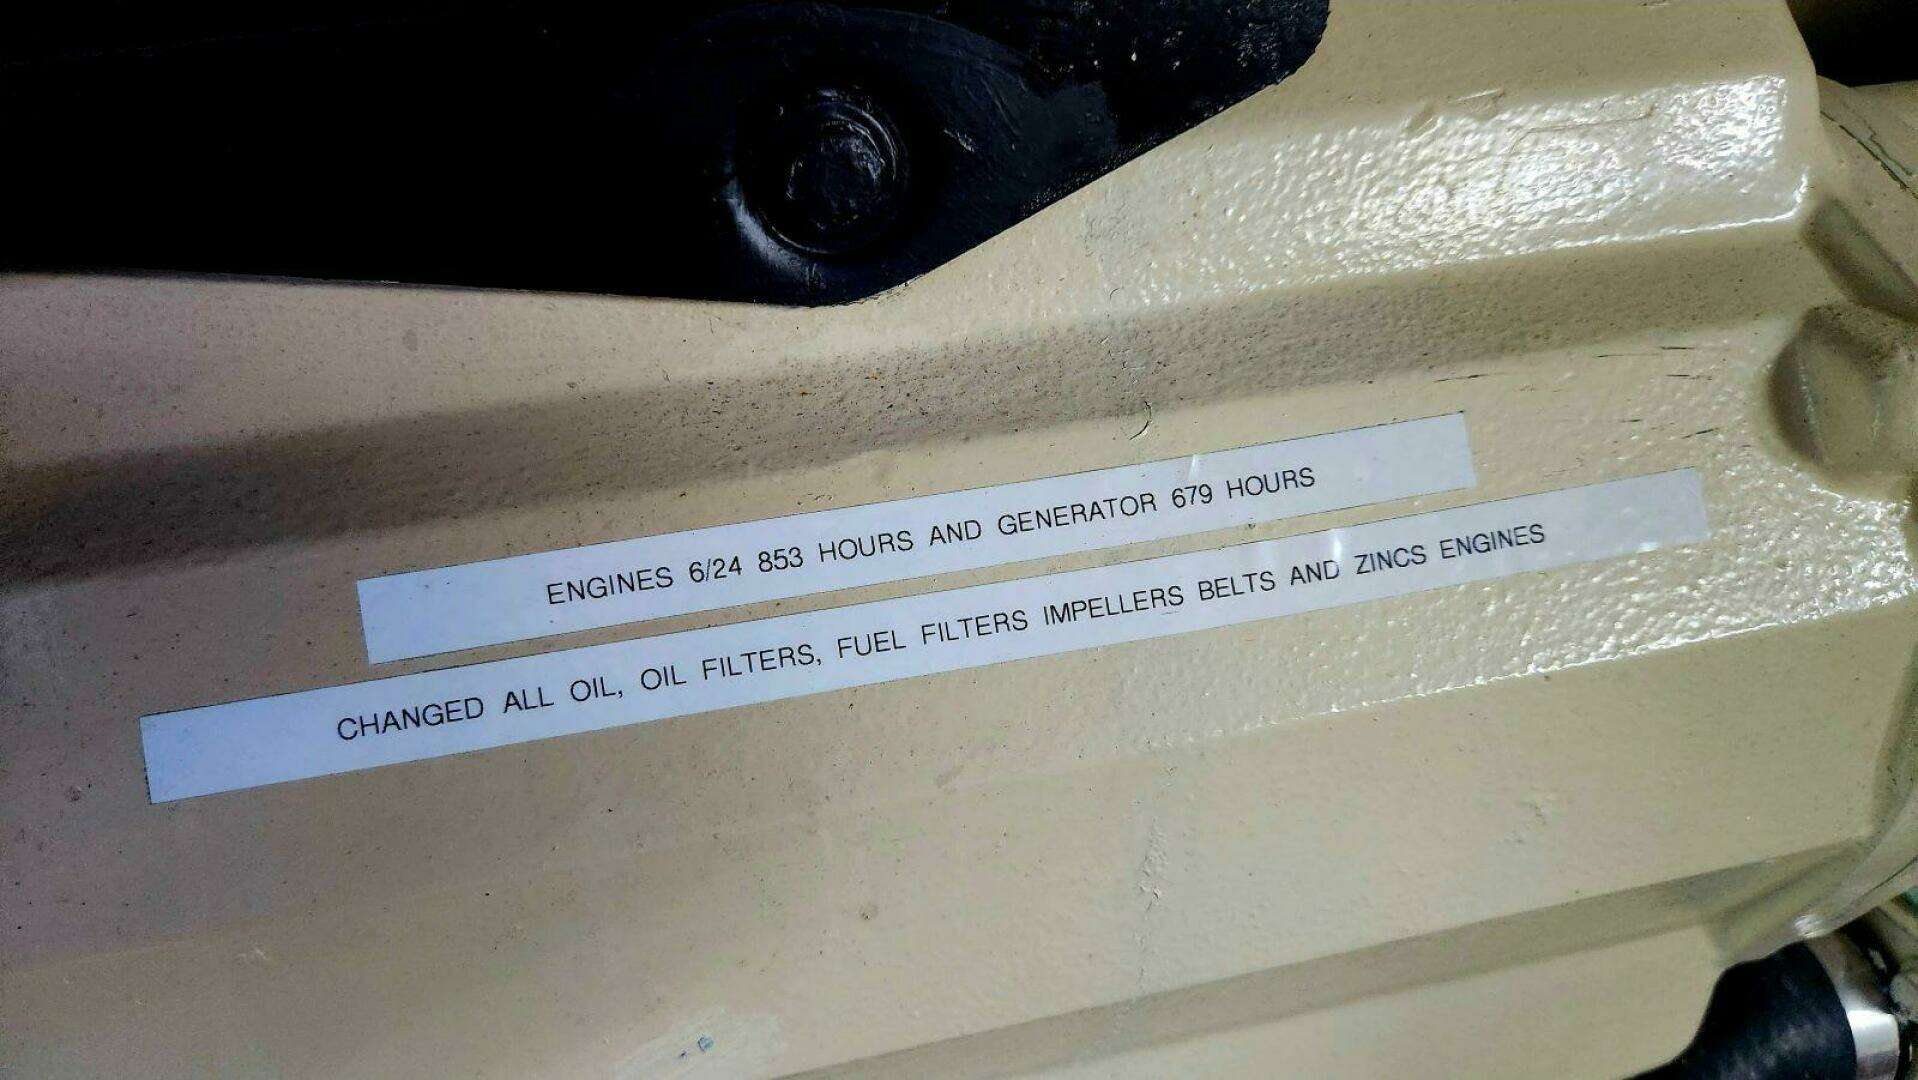 ENGINES 6/24 853 HOURS AND GENERATOR 679 HOURS
CHANGED ALL OIL, OIL FILTERS, FUEL FILTERS IMPELLERS BELTS AND ZINCS ENGINES